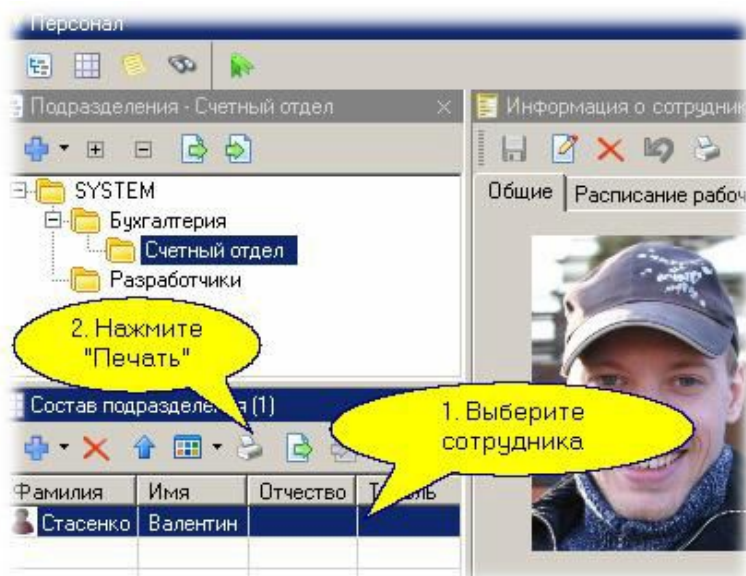 Персонал
Подразделения - Счетный отдел
Информация о сотрудник
Общие
Расписание рабоч
SYSTEM
Бухгалтерия
Счетный отдел
Разработчики
2. Нажмите
"Печать"
Состав подразделе (1)
1. Выберите
сотрудника
Фамилия Имя Отчество
Стасенко Валентин